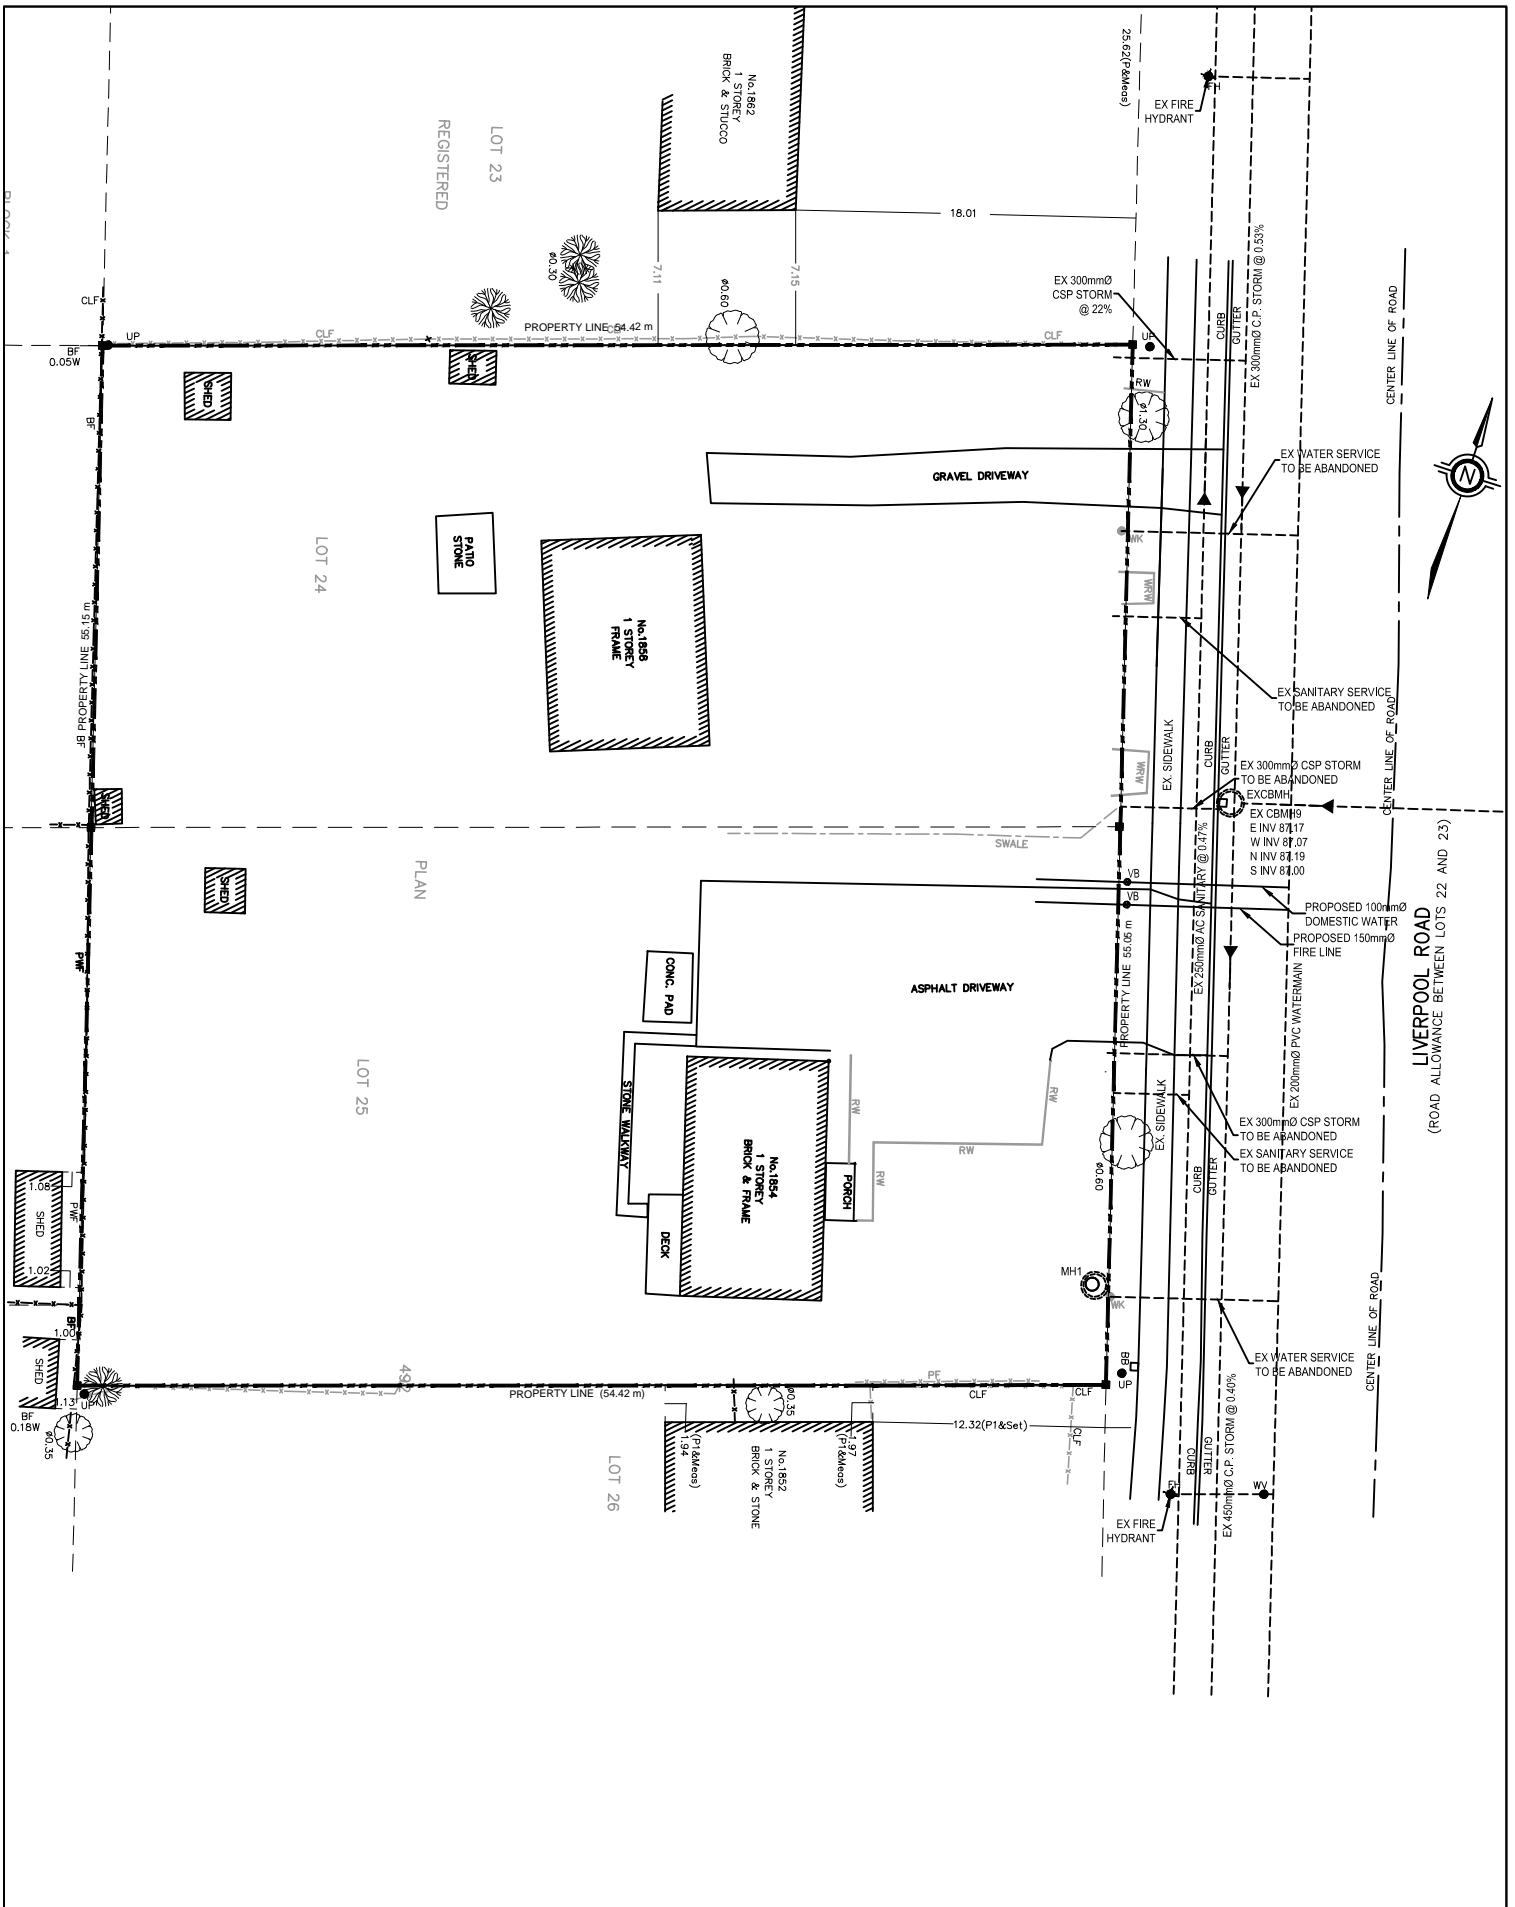 No.1862
1 STOREY
BRICK & STUCCO
25.62(P&Meas)
FH
EX FIRE
HYDRANT
LOT 23
REGISTERED
18.01
7.11
7.15
ø0.30
ø0.60
EX 300mmØ
CSP STORM
@ 22%
CURB
GUTTER
EX 300mmØ C.P. STORM @ 0.53%
CENTER LINE OF ROAD
CLF
UP
CLF
PROPERTY LINE 54.42 m
CLF
UP
BF
0.05W
SHED
SHED
RW
ø1.30
BF
GRAVEL DRIVEWAY
EX WATER SERVICE
TO BE ABANDONED
N
WK
PATIO
STONE
LOT 24
No.1858
1 STOREY
FRAME
WRW
PROPERTY LINE 55.15 m
BF
EX SANITARY SERVICE
TO BE ABANDONED
EX. SIDEWALK
CURB
GUTTER
CENTER LINE OF ROAD
WRW
EX 300mmØ CSP STORM
TO BE ABANDONED
EXCBMH
EX CBMH9
E INV 87.17
W INV 87.07
N INV 87.19
S INV 87.00
SHED
SWALE
PLAN
SHED
VB
VB
EX 250mmØ AC SANITARY @ 0.47%
PROPOSED 100mmØ
DOMESTIC WATER
PROPOSED 150mmØ
FIRE LINE
LIVERPOOL ROAD
(ROAD ALLOWANCE BETWEEN LOTS 22 AND 23)
PWF
CONC. PAD
ASPHALT DRIVEWAY
PROPERTY LINE 55.05 m
EX 200mmØ PVC WATERMAIN
LOT 25
STONE WALKWAY
No.1854
1 STOREY
BRICK & FRAME
RW
RW
RW
RW
PORCH
DECK
EX. SIDEWALK
ø0.60
CURB
GUTTER
EX 300mmØ CSP STORM
TO BE ABANDONED
EX SANITARY SERVICE
TO BE ABANDONED
1.08
SHED
PWF
1.02
MH1
WK
BF
1.00
SHED
1.13
UP
BF
0.18W
ø0.35
492
PROPERTY LINE (54.42 m)
PF
CLF
CLF
BB
UP
EX WATER SERVICE
TO BE ABANDONED
CENTER LINE OF ROAD
ø0.35
12.32(P1&Set)
CLF
1.94
(P1&Meas)
1.97
(P1&Meas)
No.1852
1 STOREY
BRICK & STONE
LOT 26
CURB
GUTTER
EX 450mmØ C.P. STORM @ 0.40%
FH
WV
EX FIRE
HYDRANT